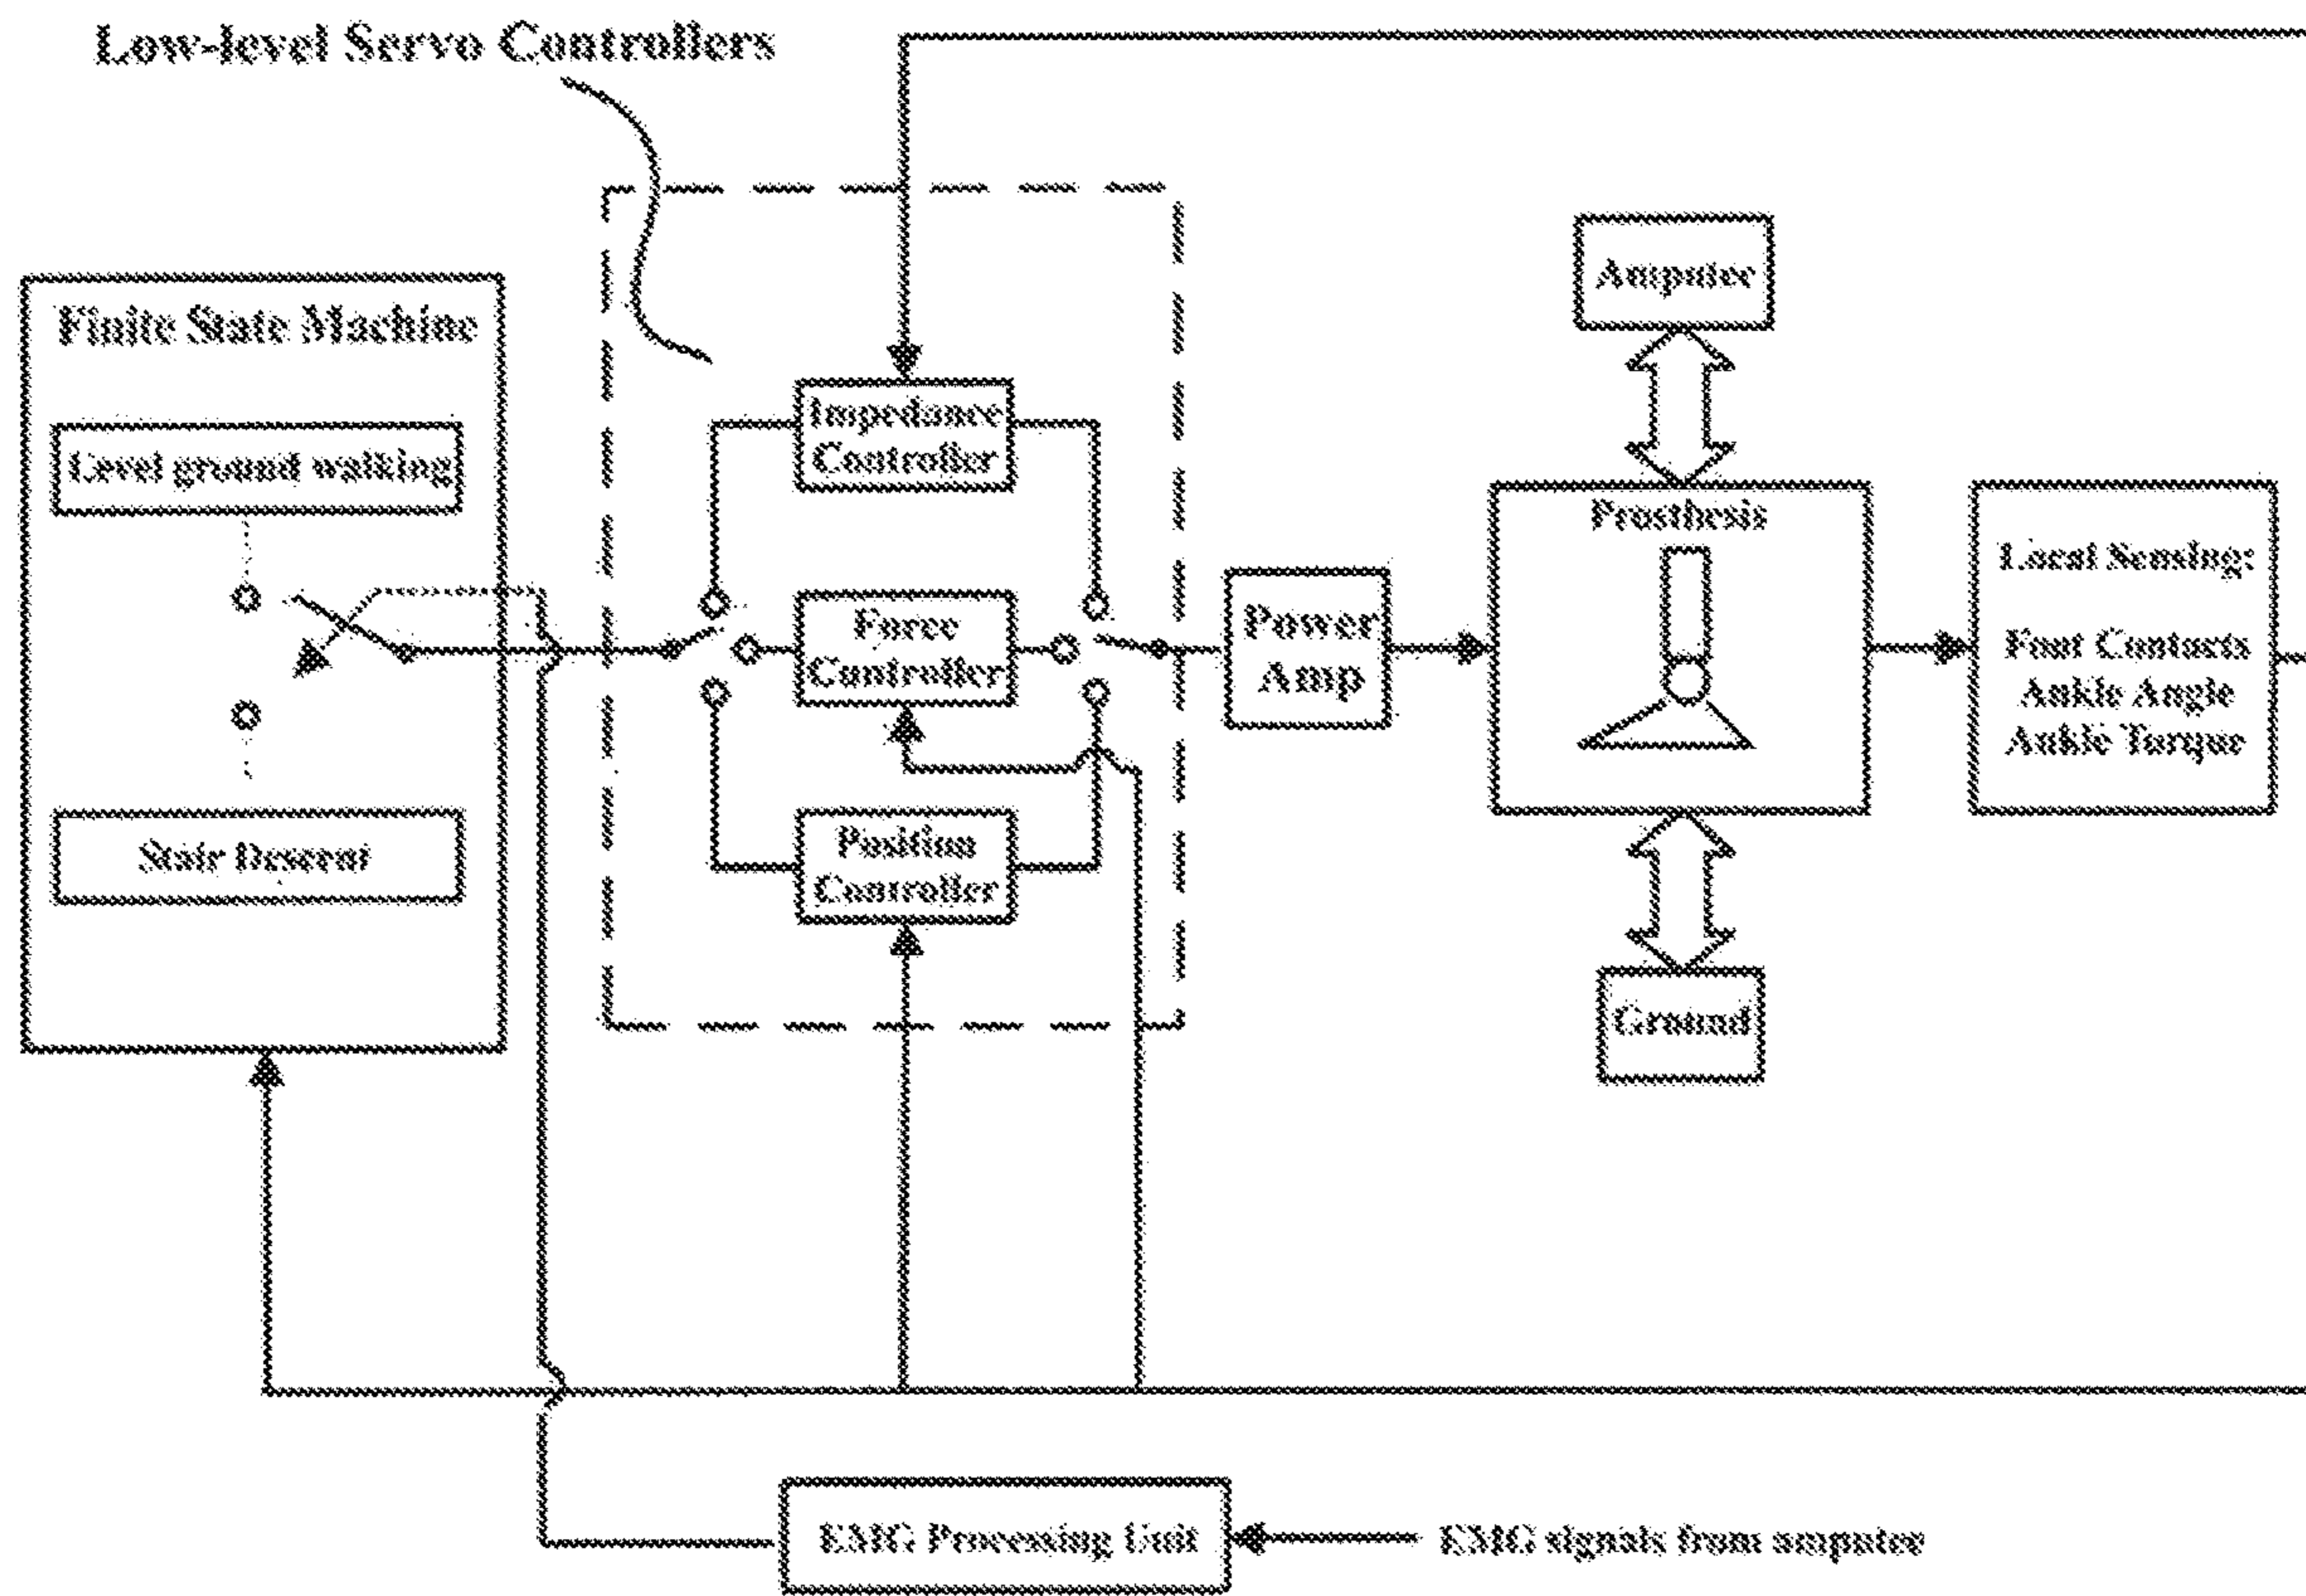 Low-level Servo Controllers
Finite State Machine
Level ground walking
Stair Descent
Impedance
Controller
Force
Controller
Position
Controller
Power
Amp
Amputee
Prosthesis
Ground
Local Sensing:
Foot Contacts
Ankle Angle
Ankle Torque
EMG Processing Unit
EMG signals from amputee